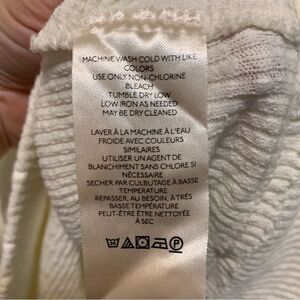 MACHINE WASH COLD WITH LIKE
COLORS
USE ONLY NON-CHLORINE
BLEACH
TUMBLE DRY LOW
LOW IRON AS NEEDED
MAY BE DRY CLEANED
LAVER À LA MACHINE À L'EAU
FROIDE AVEC COULEURS
SIMILAIRES
UTILISER UN AGENT DE
BLANCHIMENT SANS CHLORE SI
NÉCESSAIRE
SECHER PAR CULBUTAGE À BASSE
TEMPÉRATURE
REPASSER, AU BESOIN, À TRÈS
BASSE TEMPÉRATURE
PEUT-ÊTRE ÊTRE NETTOYÉE
À SEC